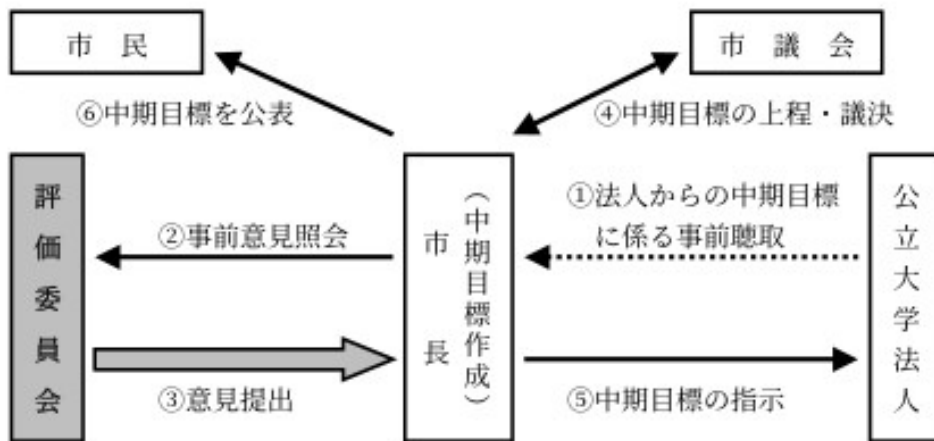 市民
市議会
⑥中期目標を公表
④中期目標の上程・議決
評価委員会
市長
（中期目標作成）
公立大学法人
①法人からの中期目標
に係る事前聴取
②事前意見照会
③意見提出
⑤中期目標の指示